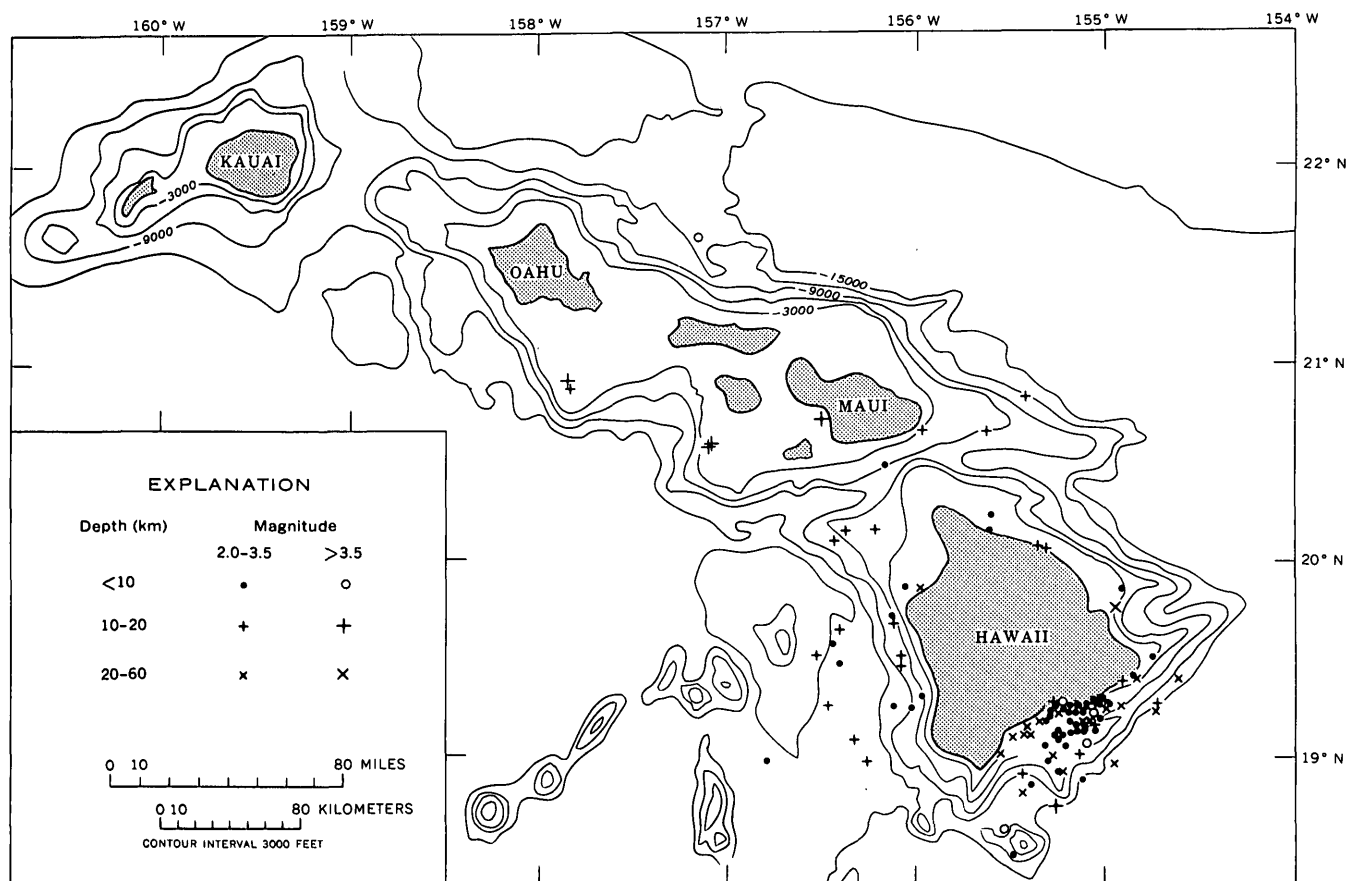 160° W 159° W 158° W 157° W 156° W 155° W 154° W
KAUAI
22° N
-3000
-9000
OAHU
-15000
-9000
-3000
21° N
MAUI
EXPLANATION
Depth (km) Magnitude
2.0-3.5 >3.5
<10
10-20
20-60
20° N
HAWAII
0 10 80 MILES
0 10 80 KILOMETERS
CONTOUR INTERVAL 3000 FEET
19° N